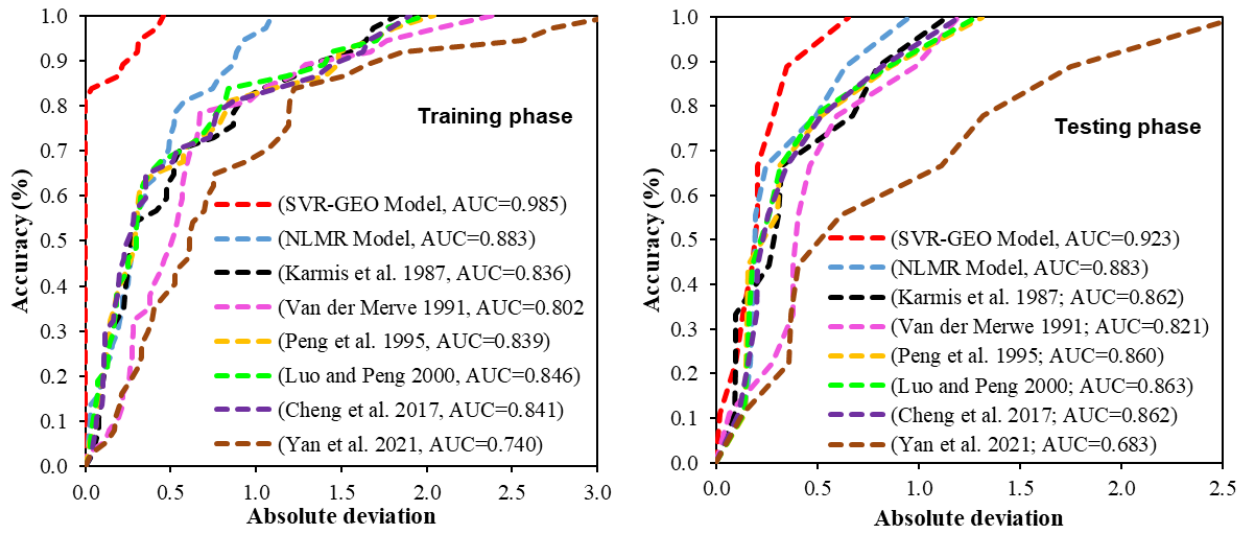 Accuracy (%)
1.0
0.9
0.8
0.7
0.6
0.5
0.4
0.3
0.2
0.1
0.0
Training phase
(SVR-GEO Model, AUC=0.985)
(NLMR Model, AUC=0.883)
(Karmis et al. 1987, AUC=0.836)
(Van der Merve 1991, AUC=0.802
(Peng et al. 1995, AUC=0.839)
(Luo and Peng 2000, AUC=0.846)
(Cheng et al. 2017, AUC=0.841)
(Yan et al. 2021, AUC=0.740)
0.0 0.5 1.0 1.5 2.0 2.5 3.0
Absolute deviation
Accuracy (%)
1.0
0.9
0.8
0.7
0.6
0.5
0.4
0.3
0.2
0.1
0.0
Testing phase
(SVR-GEO Model, AUC=0.923)
(NLMR Model, AUC=0.883)
(Karmis et al. 1987; AUC=0.862)
(Van der Merwe 1991; AUC=0.821)
(Peng et al. 1995; AUC=0.860)
(Luo and Peng 2000; AUC=0.863)
(Cheng et al. 2017; AUC=0.862)
(Yan et al. 2021; AUC=0.683)
0.0 0.5 1.0 1.5 2.0 2.5
Absolute deviation